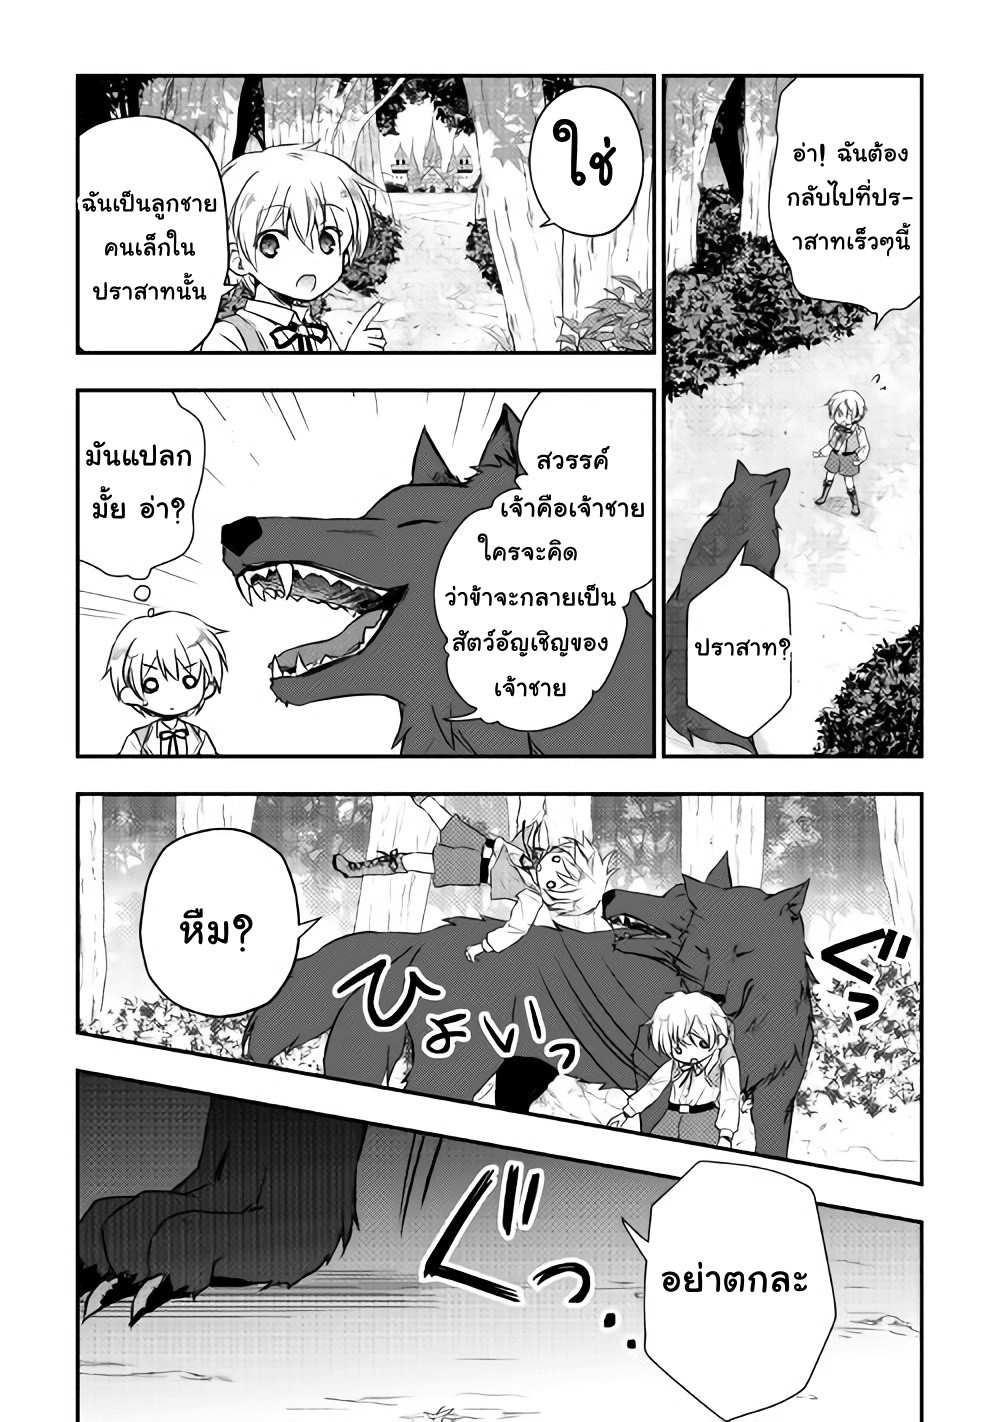 อ่า! ฉันต้อง
กลับไปที่ปร-
าสาทเร็วๆนี้
ปราสาท?
ใช่
ฉันเป็นลูกชาย
คนเล็กใน
ปราสาทนั้น
สวรรค์
เจ้าคือเจ้าชาย
ใครจะคิด
ว่าข้าจะกลายเป็น
สัตว์อัญเชิญของ
เจ้าชาย
มันแปลก
มั้ย อ่า?
ぐっ
ひょいっ
หืม?
อย่าตกละ
ぐっ